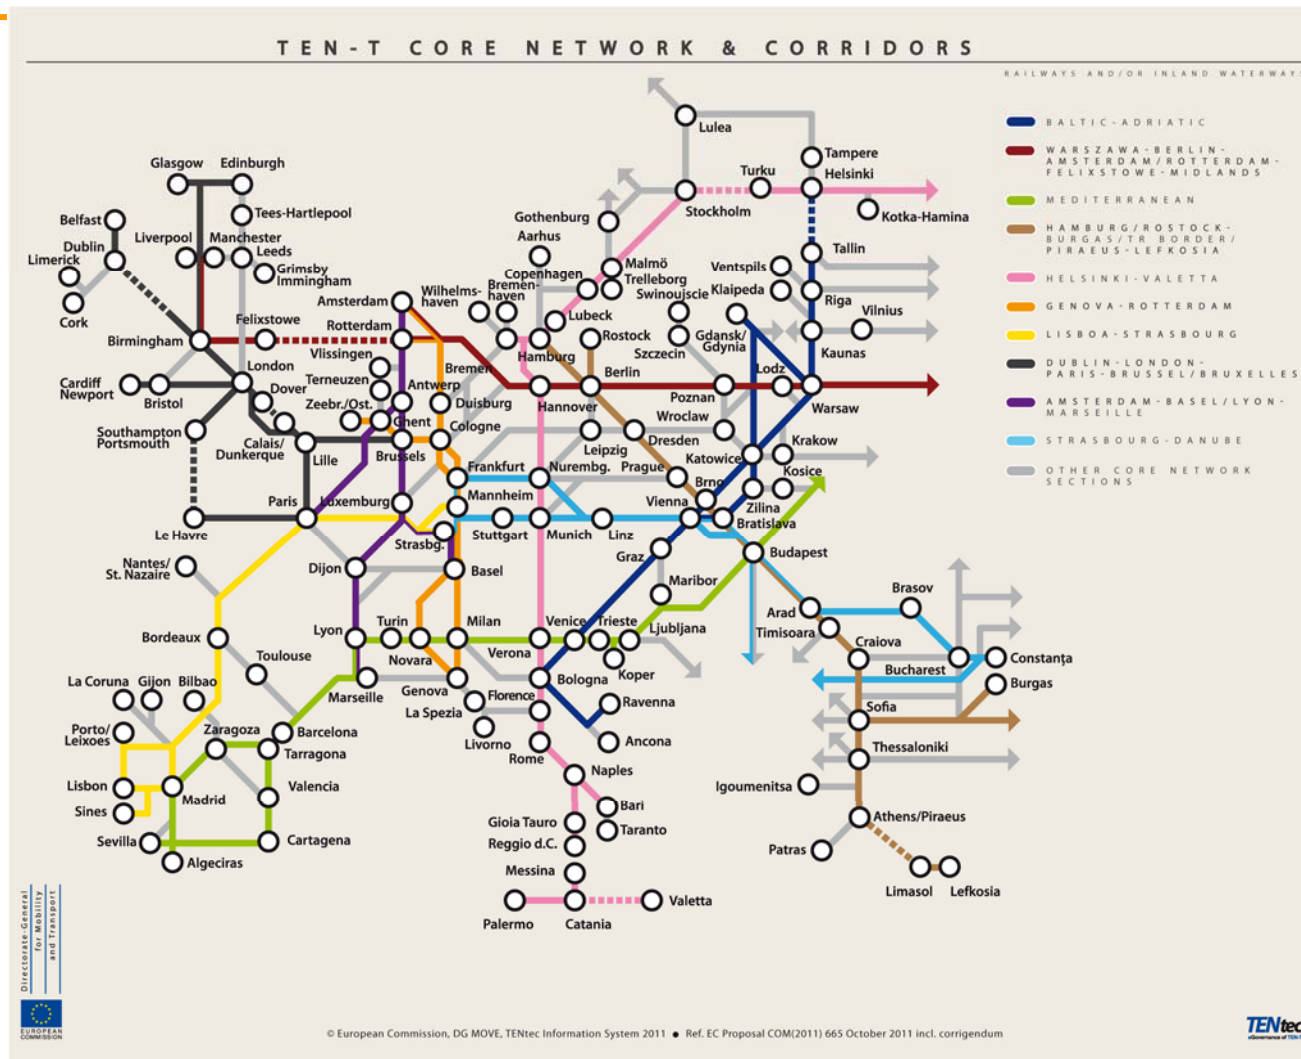 TEN-T CORE NETWORK & CORRIDORS
RAILWAYS AND/OR INLAND WATERWAYS
BALTIC-ADRIATIC
WARSZAWA-BERLIN-
AMSTERDAM/ROTTERDAM-
FELIXSTOWE-MIDLANDS
MEDITERRANEAN
HAMBURG/ROSTOCK-
BURGAS/TR BORDER/
PIRAEUS-LEFKOSIA
HELSINKI-VALETTA
GENOVA-ROTTERDAM
LISBOA-STRASBOURG
DUBLIN-LONDON-
PARIS-BRUSSEL/BRUXELLES
AMSTERDAM-BASEL/LYON-
MARSEILLE
STRASBOURG-DANUBE
OTHER CORE NETWORK
SECTIONS
Lulea
Tampere
Turku
Helsinki
Stockholm
Kotka-Hamina
Glasgow
Edinburgh
Tees-Hartlepool
Belfast
Dublin
Limerick
Cork
Liverpool
Manchester
Leeds
Grimsby
Immingham
Gothenburg
Aarhus
Copenhagen
Malmö
Trelleborg
Tallin
Ventspils
Klaipeda
Riga
Vilnius
Kaunas
Wilhelms-
haven
Bremen-
haven
Lubeck
Swinoujscie
Gdansk/
Gdynia
Szczecin
Amsterdam
Rotterdam
Felixstowe
Birmingham
Vlissingen
Terneuzen
Zeebr./Ost.
Antwerp
Ghent
Bremen
Hamburg
Rostock
Berlin
Hannover
Poznan
Lodz
Warsaw
London
Dover
Cardiff
Newport
Bristol
Southampton
Portsmouth
Calais/
Dunkerque
Lille
Brussels
Duisburg
Cologne
Leipzig
Dresden
Wroclaw
Katowice
Krakow
Kosice
Frankfurt
Nurembg.
Prague
Brno
Zilina
Mannheim
Vienna
Bratislava
Paris
Luxemburg
Le Havre
Strasbg.
Stuttgart
Munich
Linz
Graz
Budapest
Nantes/
St. Nazaire
Dijon
Basel
Maribor
Brasov
Arad
Timisoara
Craiova
Bucharest
Constanța
Burgas
Bordeaux
Lyon
Turin
Novara
Milan
Verona
Venice
Trieste
Ljubljana
Koper
Toulouse
Marseille
Genova
La Spezia
Livorno
Florence
Bologna
Ravenna
Ancona
La Coruna
Gijon
Bilbao
Porto/
Leixoes
Zaragoza
Barcelona
Tarragona
Valencia
Lisbon
Sines
Madrid
Sevilla
Algeciras
Cartagena
Rome
Naples
Bari
Taranto
Gioia Tauro
Reggio d.C.
Messina
Palermo
Catania
Valetta
Sofia
Thessaloniki
Igoumenitsa
Athens/Piraeus
Patras
Limasol
Lefkosia
Directorate-General
for Mobility
and Transport
EUROPEAN
COMMISSION
© European Commission, DG MOVE, TENtec Information System 2011 ● Ref. EC Proposal COM(2011) 665 October 2011 incl. corrigendum
TENtec
eGovernance of TEN-T